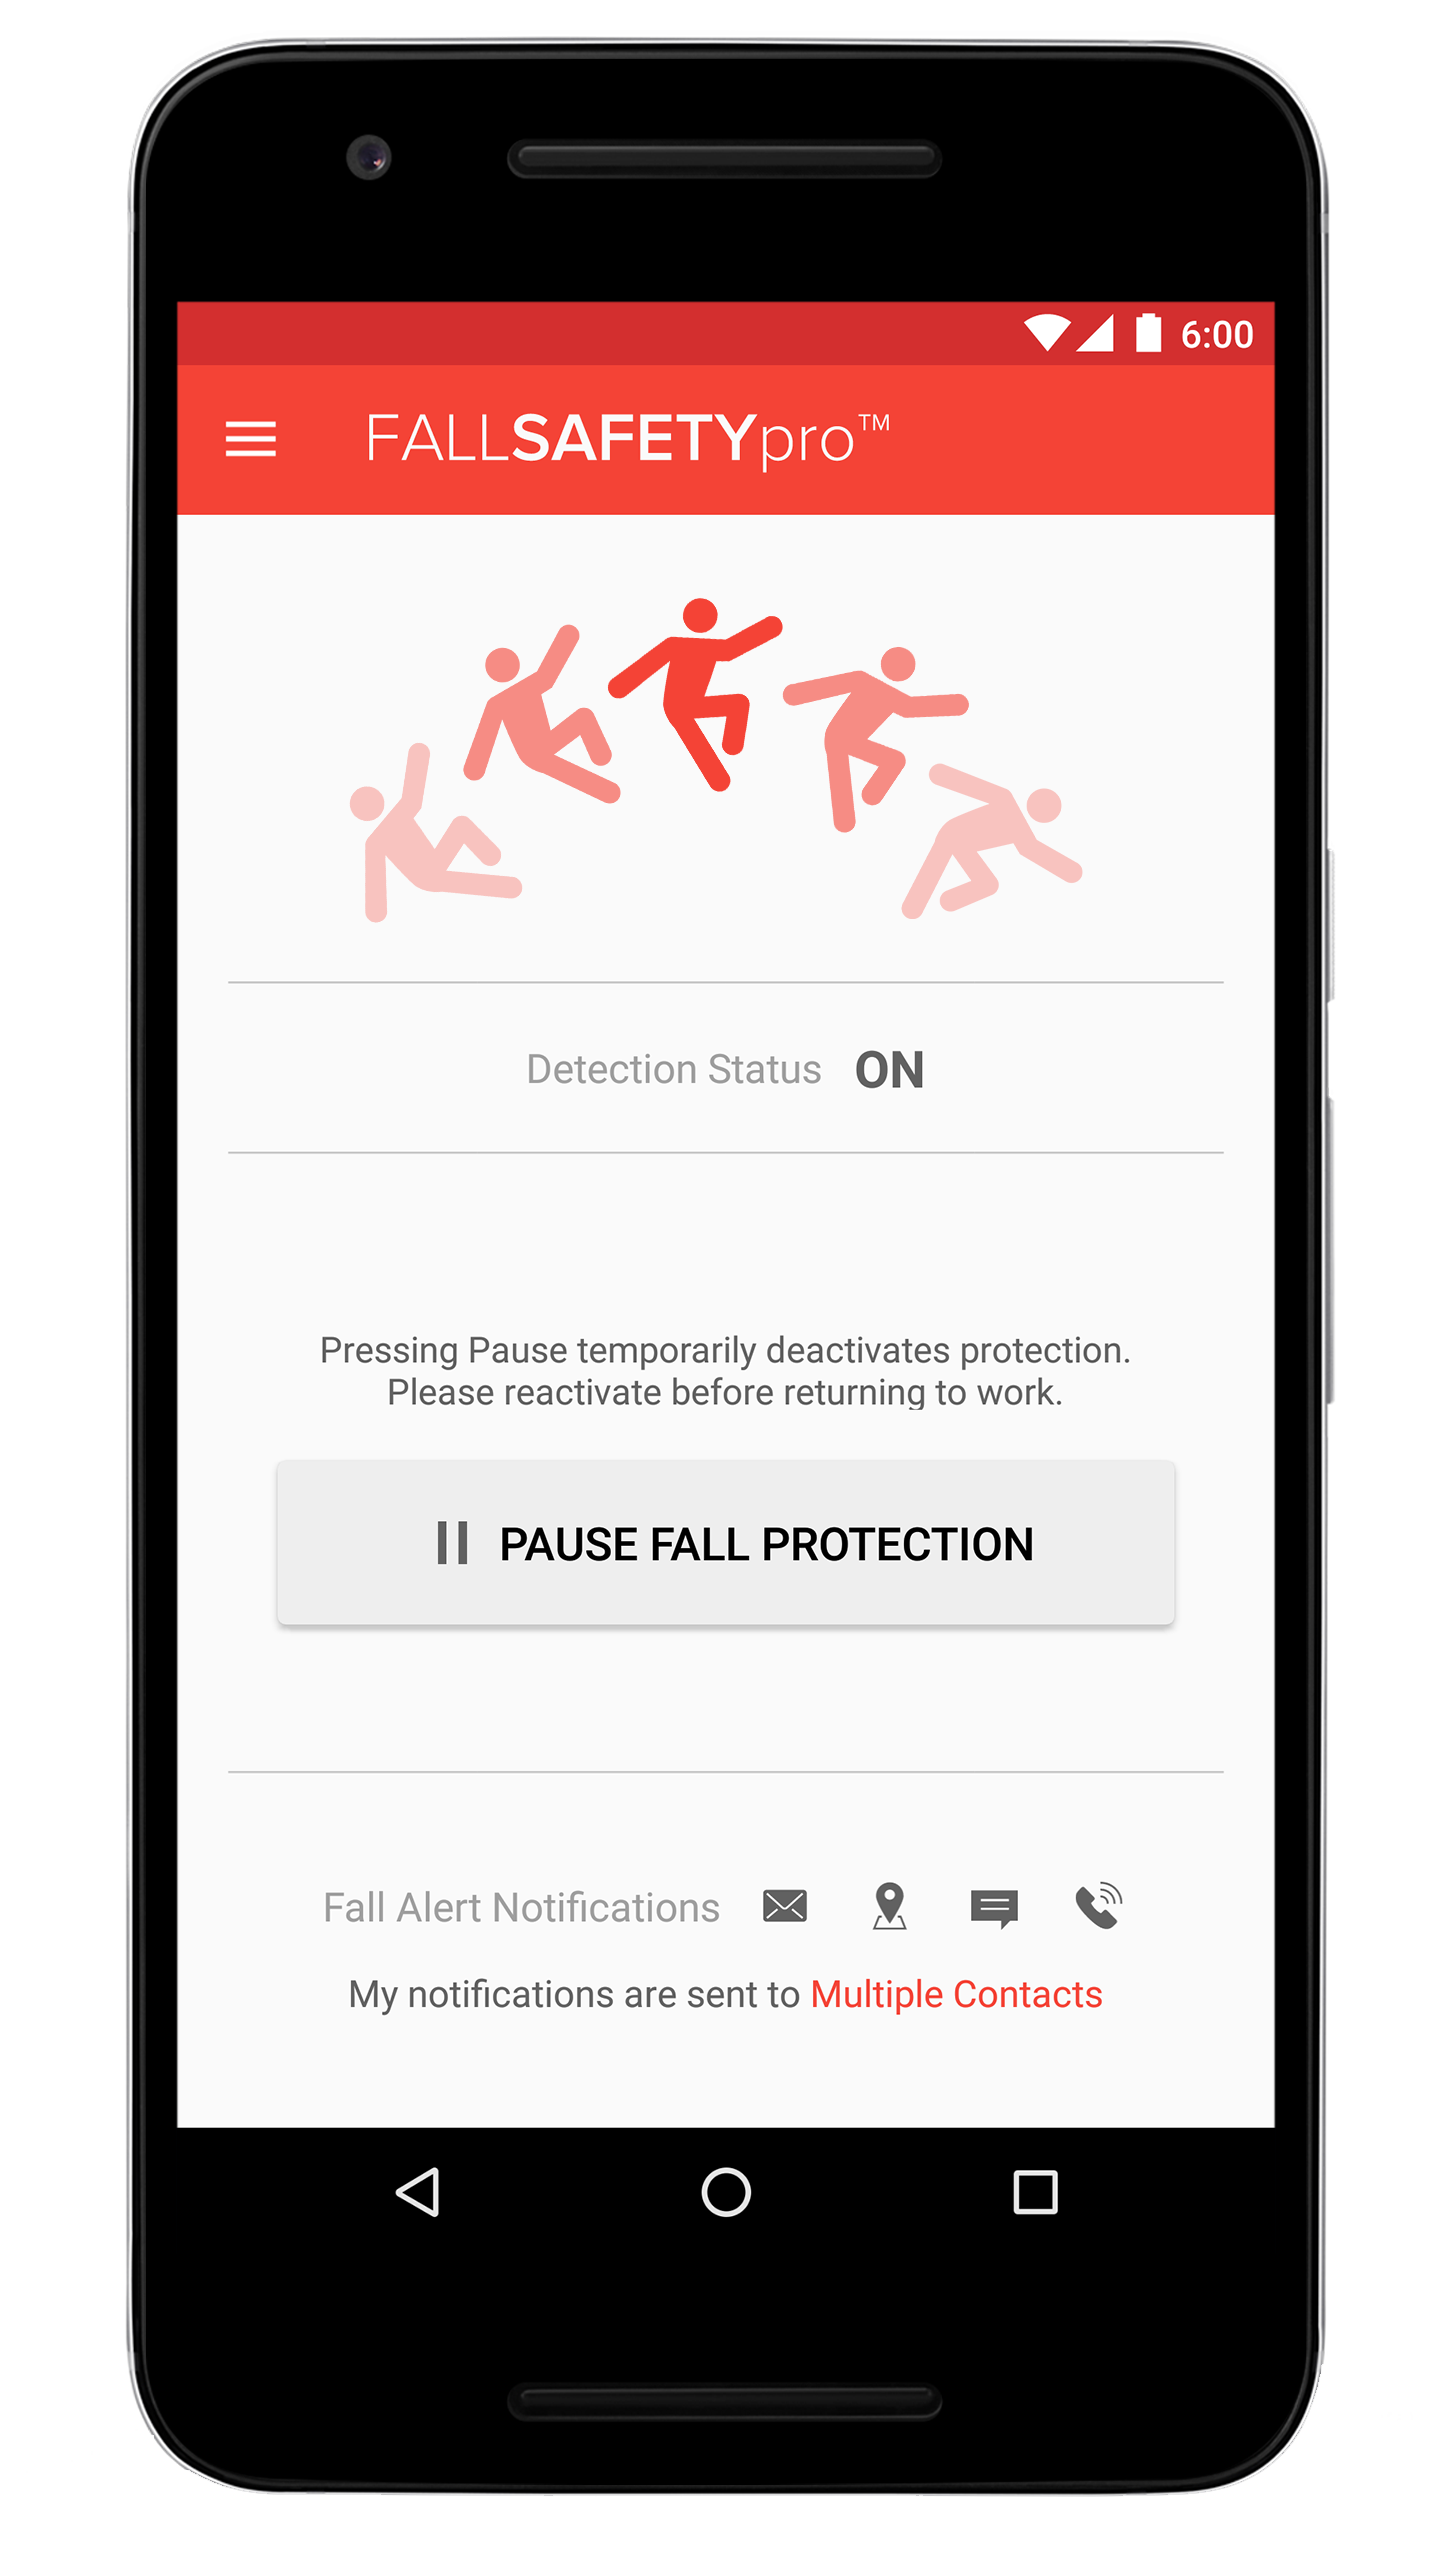 6:00
FALLSAFETYpro™
Detection Status ON
Pressing Pause temporarily deactivates protection.
Please reactivate before returning to work.
PAUSE FALL PROTECTION
Fall Alert Notifications
My notifications are sent to Multiple Contacts